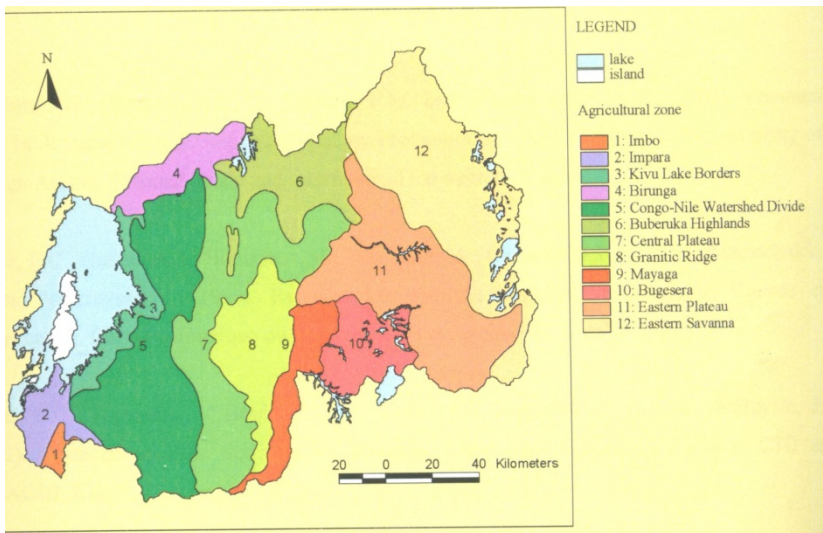 N
LEGEND
lake
island
Agricultural zone
1: Imbo
2: Impara
3: Kivu Lake Borders
4: Birunga
5: Congo-Nile Watershed Divide
6: Buberuka Highlands
7: Central Plateau
8: Granitic Ridge
9: Mayaga
10: Bugesera
11: Eastern Plateau
12: Eastern Savanna
12
4
6
11
3
5
7
8
9
10
2
1
20 0 20 40 Kilometers